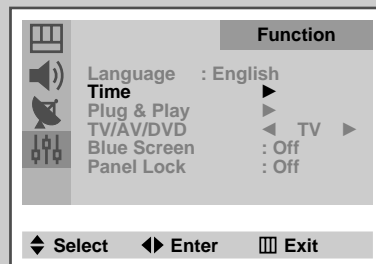 Function
Language : English
Time ▶
Plug & Play ▶
TV/AV/DVD ◀ TV ▶
Blue Screen : Off
Panel Lock : Off
Select Enter Exit